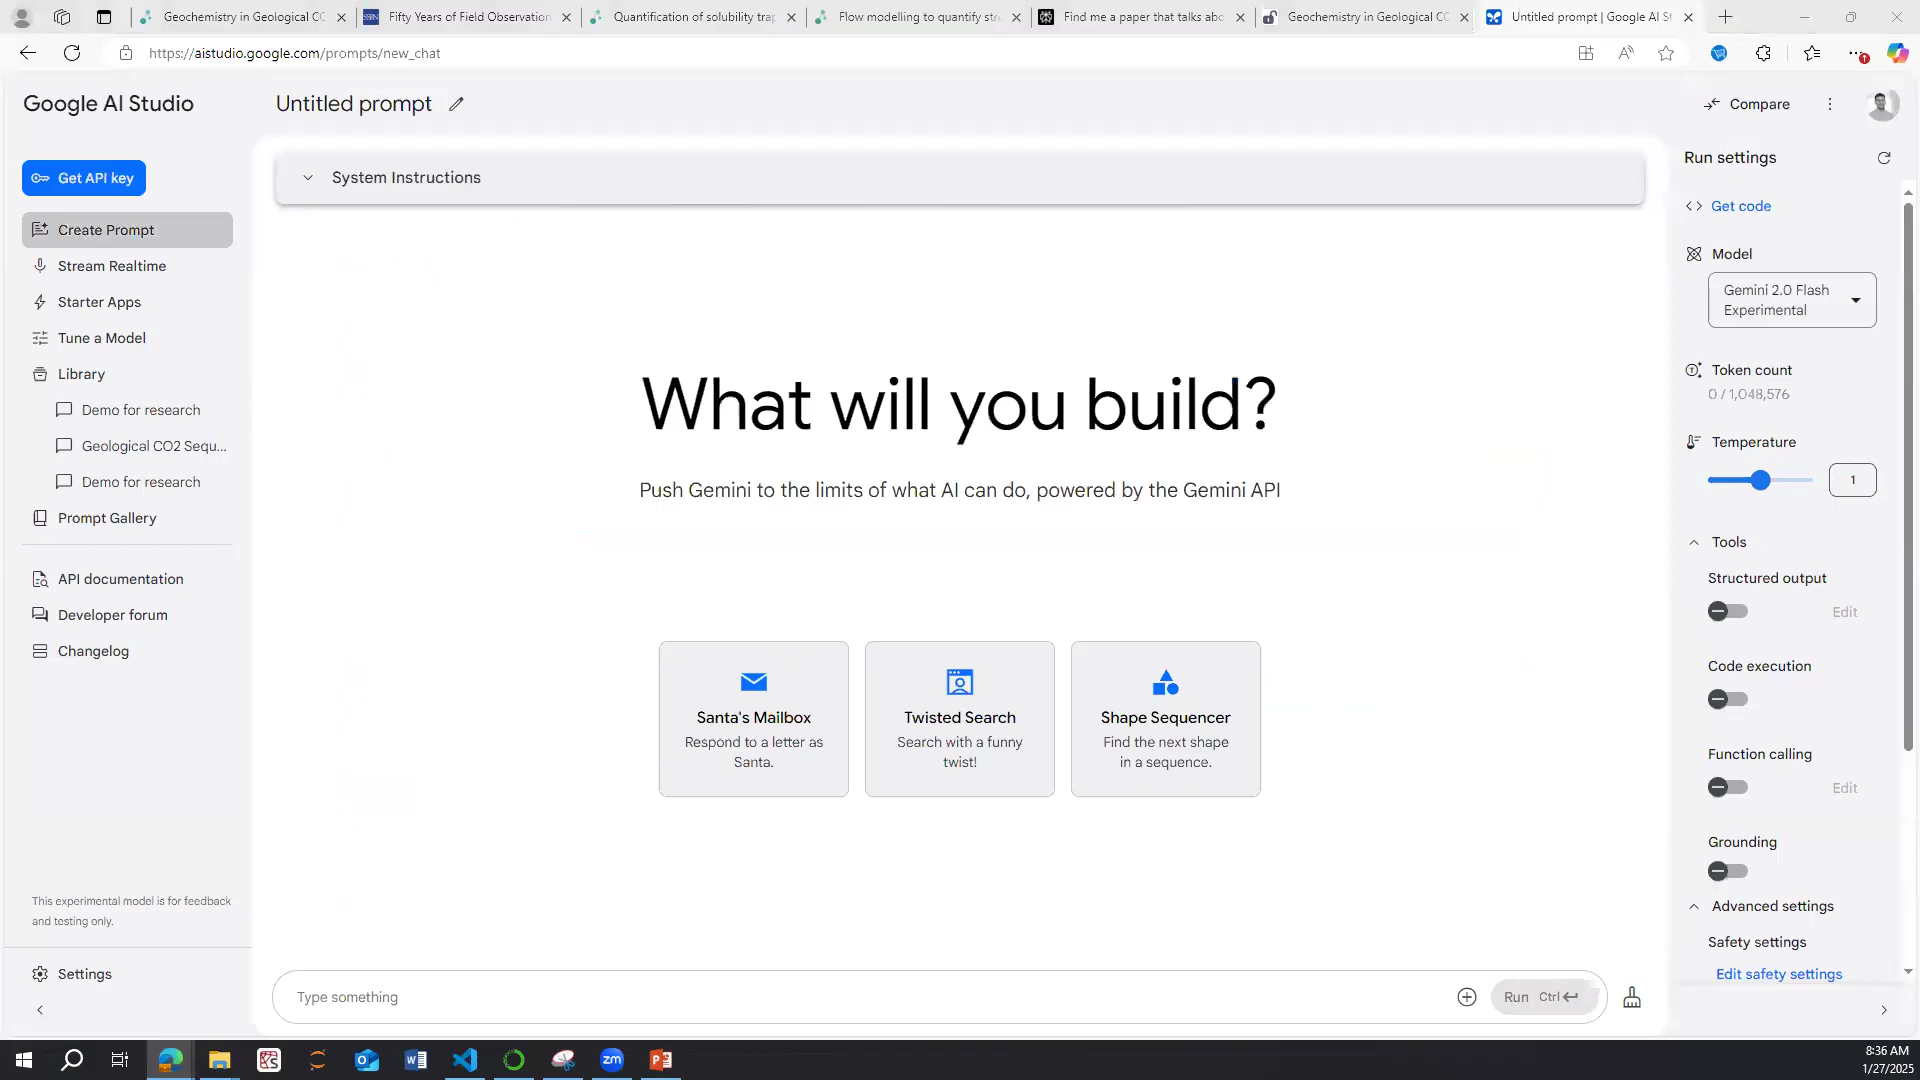 Geochemistry in Geological CC
Fifty Years of Field Observation
Quantification of solubility trap
Flow modelling to quantify str
Find me a paper that talks abo
Geochemistry in Geological CC
Untitled prompt | Google AI St
https://aistudio.google.com/prompts/new_chat
Google AI Studio
Untitled prompt
Compare
Get API key
System Instructions
Run settings
Create Prompt
Get code
Stream Realtime
Model
Starter Apps
Gemini 2.0 Flash
Experimental
Tune a Model
Library
Token count
0 / 1,048,576
Demo for research
Geological CO2 Sequ...
Temperature
1
Demo for research
Prompt Gallery
What will you build?
Push Gemini to the limits of what AI can do, powered by the Gemini API
Tools
Structured output
Edit
API documentation
Developer forum
Changelog
Code execution
Santa's Mailbox
Respond to a letter as
Santa.
Twisted Search
Search with a funny
twist!
Shape Sequencer
Find the next shape
in a sequence.
Function calling
Edit
Grounding
This experimental model is for feedback
and testing only.
Advanced settings
Safety settings
Edit safety settings
Settings
Type something
Run Ctrl
8:36 AM
1/27/2025